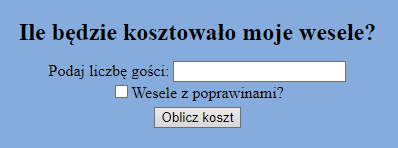 Ile będzie kosztowało moje wesele?
Podaj liczbę gości:
Wesele z poprawinami?
Oblicz koszt